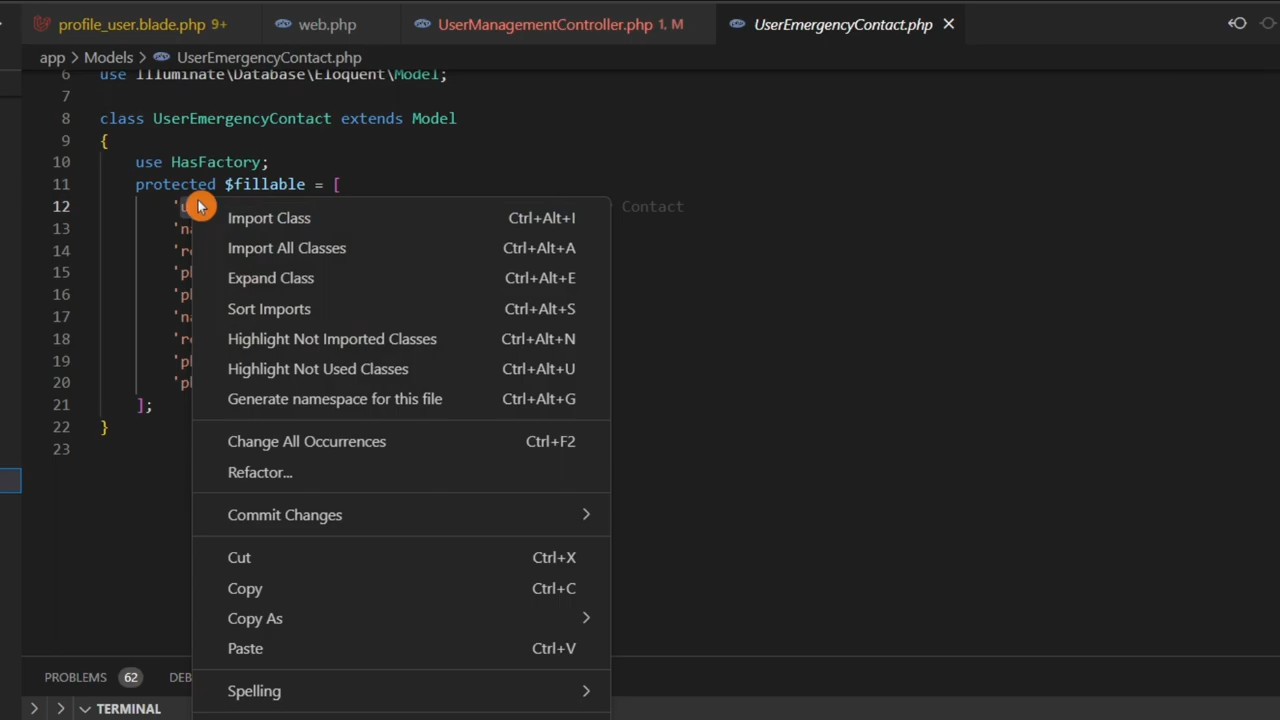 profile_user.blade.php 9+
web.php
UserManagementController.php 1, M
UserEmergencyContact.php
app > Models > UserEmergencyContact.php
6 use Illuminate\Database\Eloquent\Model;
7
8 class UserEmergencyContact extends Model
9 {
10 use HasFactory;
11 protected $fillable = [
12 Contact
13
14
15
16
17
18
19
20
21 ];
22 }
23
Import Class Ctrl+Alt+I
Import All Classes Ctrl+Alt+A
Expand Class Ctrl+Alt+E
Sort Imports Ctrl+Alt+S
Highlight Not Imported Classes Ctrl+Alt+N
Highlight Not Used Classes Ctrl+Alt+U
Generate namespace for this file Ctrl+Alt+G
Change All Occurrences Ctrl+F2
Refactor...
Commit Changes
Cut Ctrl+X
Copy Ctrl+C
Copy As
Paste Ctrl+V
Spelling
PROBLEMS 62
DEB
TERMINAL